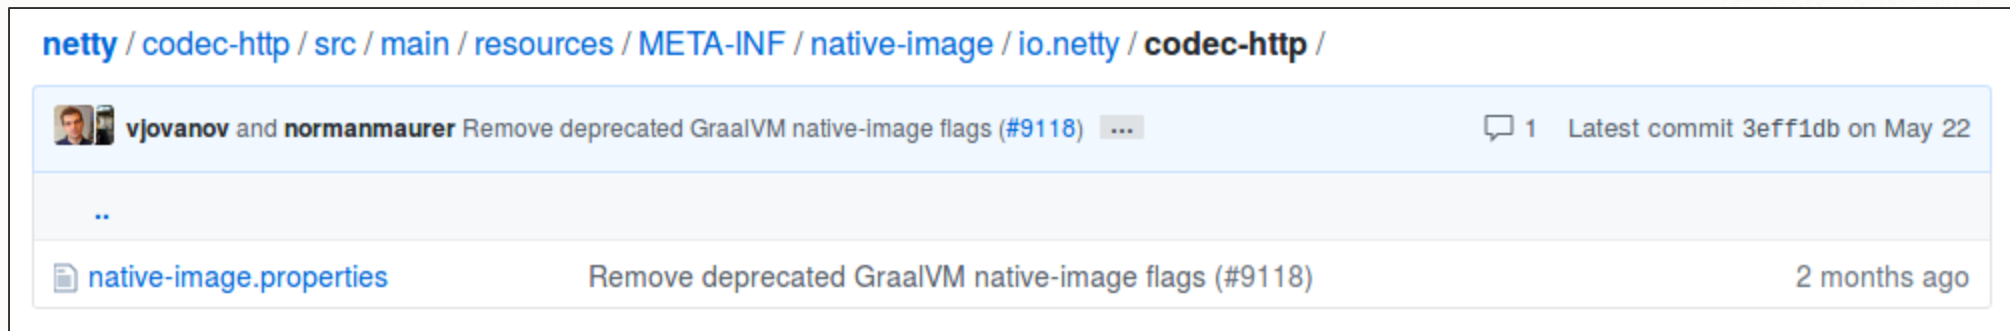 netty / codec-http / src / main / resources / META-INF / native-image / io.netty / codec-http /
vjovanov and normanmaurer Remove deprecated GraalVM native-image flags (#9118) ... 1 Latest commit 3eff1db on May 22
..
native-image.properties Remove deprecated GraalVM native-image flags (#9118) 2 months ago